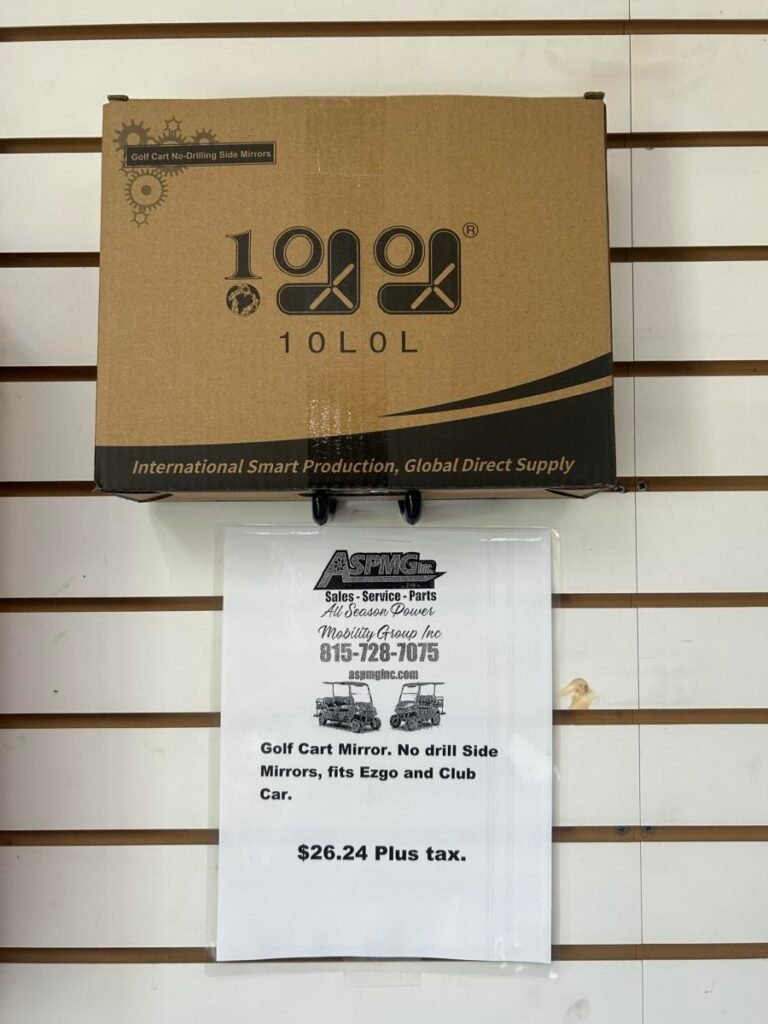 Golf Cart No-Drilling Side Mirrors
10L0L
International Smart Production, Global Direct Supply
ASPMG INC.
Sales - Service - Parts
All Season Power
Mobility Group Inc
815-728-7075
aspmginc.com
Golf Cart Mirror. No drill Side
Mirrors, fits Ezgo and Club
Car.
$26.24 Plus tax.